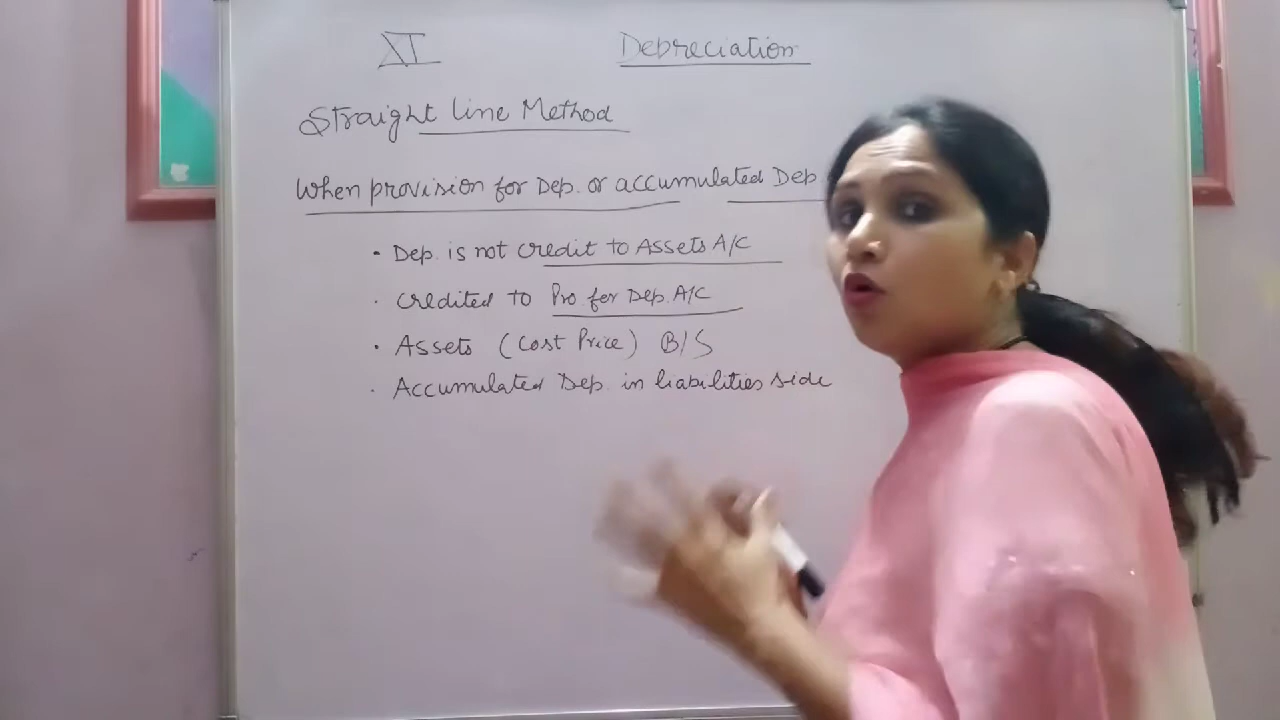 XI
Depreciation
Straight Line Method
When provision for Dep. or accumulated Dep
• Dep. is not credit to Assets A/C
• credited to Pro for Dep. A/C
• Assets (Cost Price) B/S
• Accumulated Dep. in liabilities side